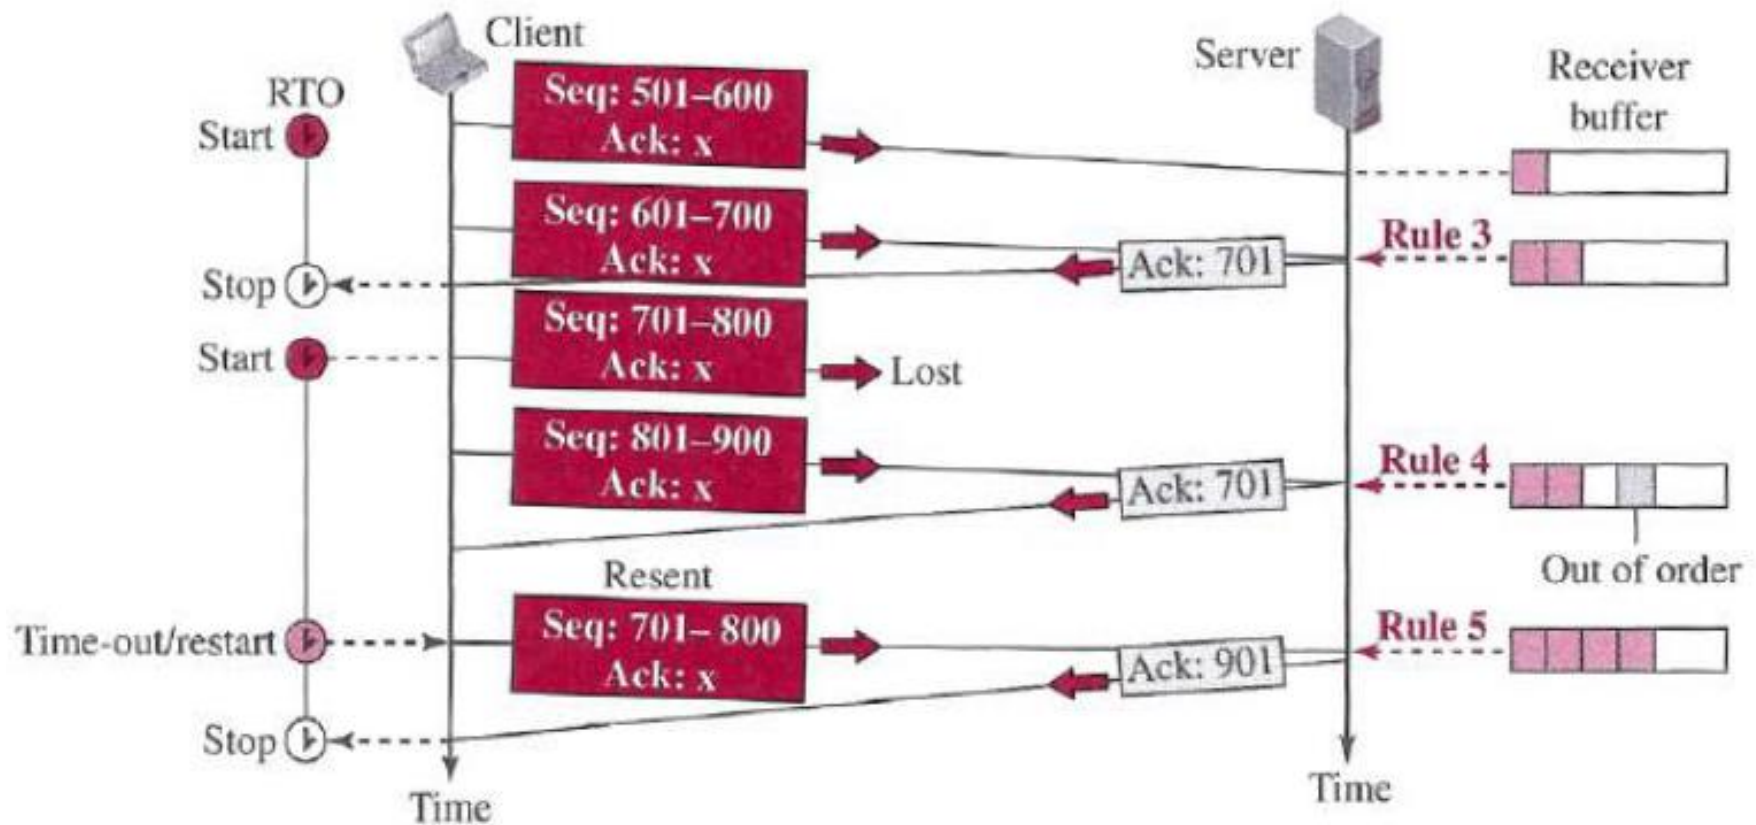 Client
Server
Receiver
buffer
RTO
Start
Seq: 501–600
Ack: x
Seq: 601–700
Ack: x
Rule 3
Ack: 701
Stop
Seq: 701–800
Ack: x
Start
Lost
Seq: 801–900
Ack: x
Rule 4
Ack: 701
Out of order
Resent
Time-out/restart
Seq: 701– 800
Ack: x
Rule 5
Ack: 901
Stop
Time
Time